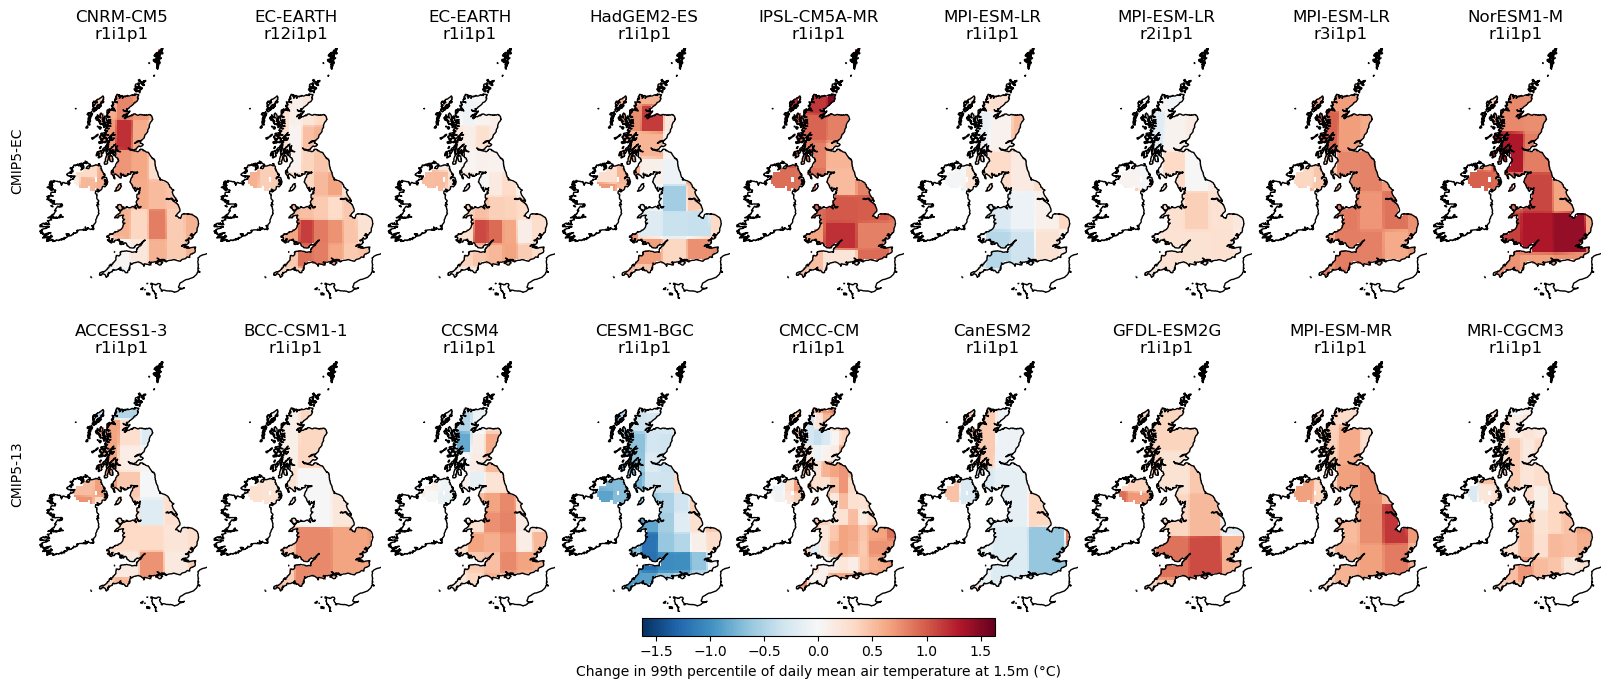 CNRM-CM5 EC-EARTH EC-EARTH HadGEM2-ES IPSL-CM5A-MR MPI-ESM-LR MPI-ESM-LR MPI-ESM-LR NorESM1-M
r1i1p1 r12i1p1 r1i1p1 r1i1p1 r1i1p1 r1i1p1 r2i1p1 r3i1p1 r1i1p1
CMIP5-EC
ACCESS1-3 BCC-CSM1-1 CCSM4 CESM1-BGC CMCC-CM CanESM2 GFDL-ESM2G MPI-ESM-MR MRI-CGCM3
r1i1p1 r1i1p1 r1i1p1 r1i1p1 r1i1p1 r1i1p1 r1i1p1 r1i1p1 r1i1p1
CMIP5-13
−1.5 −1.0 −0.5 0.0 0.5 1.0 1.5
Change in 99th percentile of daily mean air temperature at 1.5m (°C)